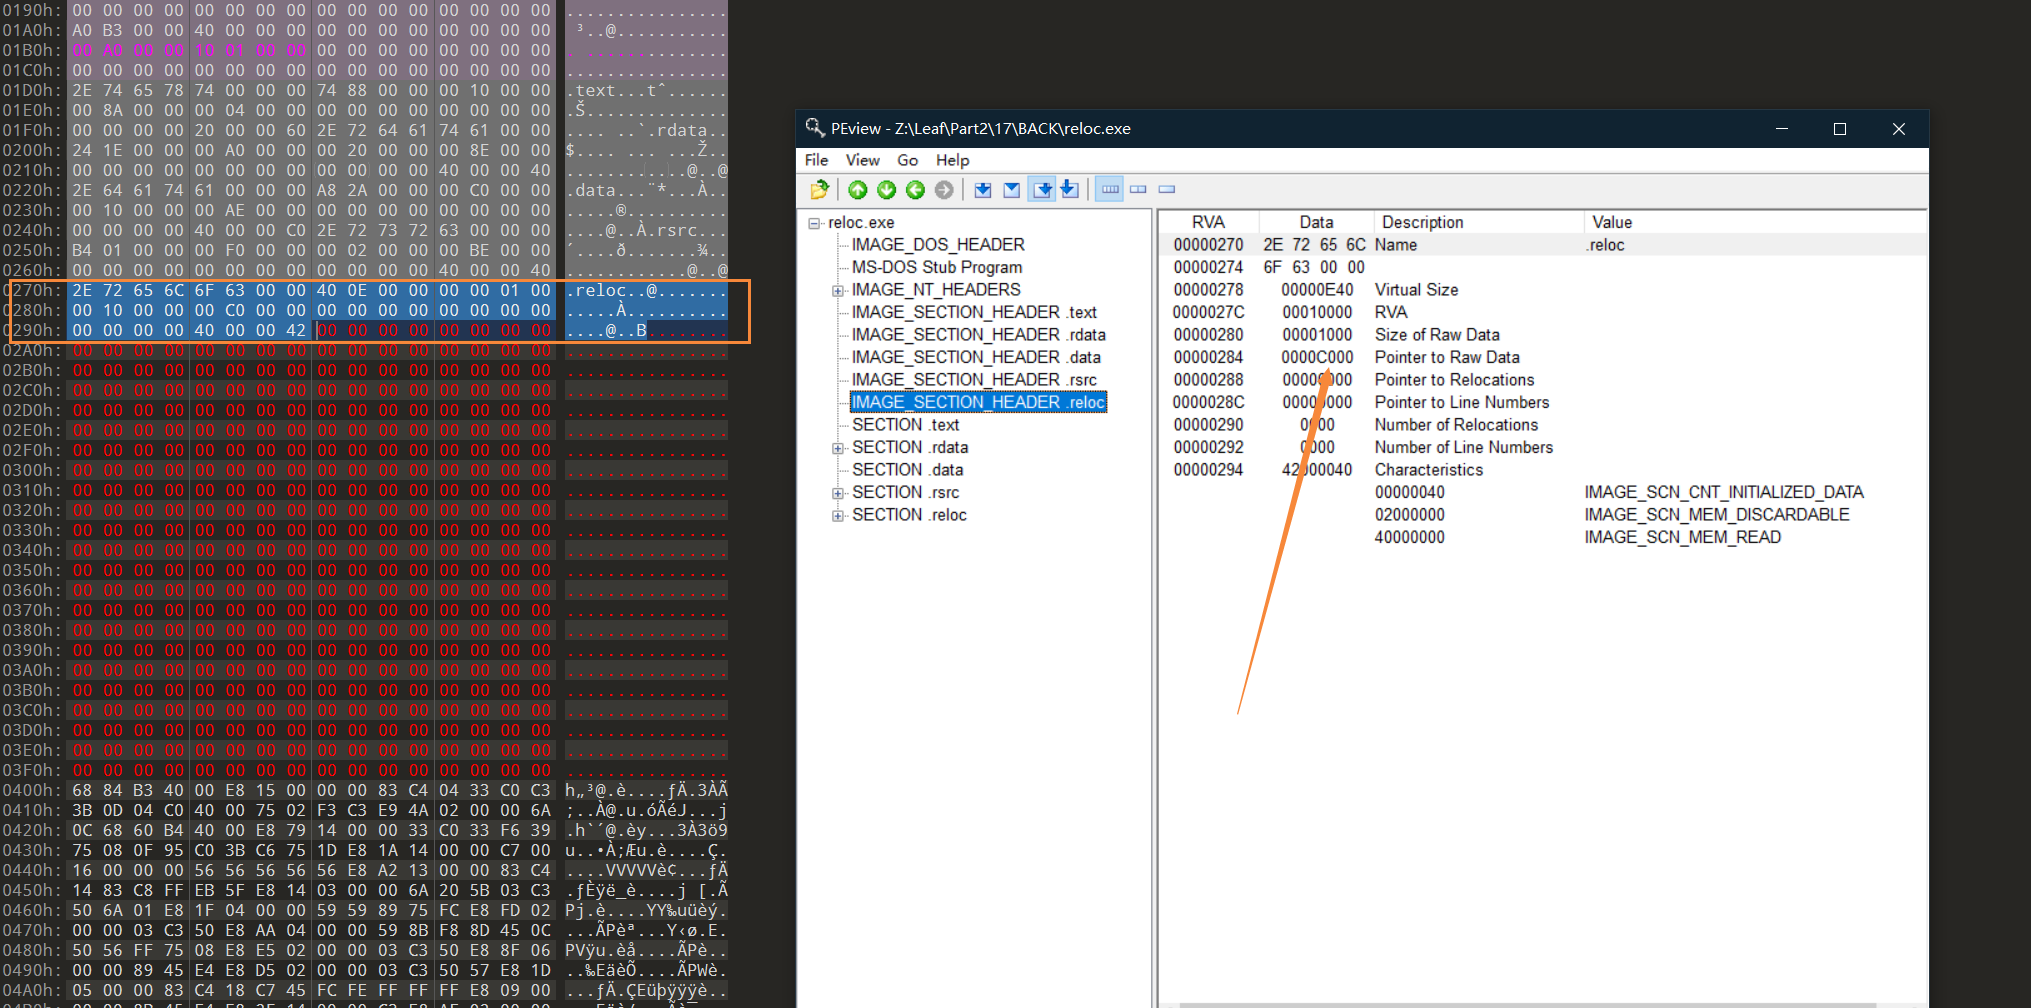 0190h: 00 00 00 00 00 00 00 00 00 00 00 00 00 00 00 00 ................
01A0h: A0 B3 00 00 40 00 00 00 00 00 00 00 00 00 00 00  ³..@...........
01B0h: 00 A0 00 00 10 01 00 00 00 00 00 00 00 00 00 00 . ..............
01C0h: 00 00 00 00 00 00 00 00 00 00 00 00 00 00 00 00 ................
01D0h: 2E 74 65 78 74 00 00 00 74 88 00 00 00 10 00 00 .text...tˆ......
01E0h: 00 8A 00 00 00 04 00 00 00 00 00 00 00 00 00 00 .Š..............
01F0h: 00 00 00 00 20 00 00 60 2E 72 64 61 74 61 00 00 .... ..`.rdata..
0200h: 24 1E 00 00 00 A0 00 00 00 20 00 00 00 8E 00 00 $.... ... ...Ž..
0210h: 00 00 00 00 00 00 00 00 00 00 00 00 40 00 00 40 ............@..@
0220h: 2E 64 61 74 61 00 00 00 A8 2A 00 00 00 C0 00 00 .data...¨*...À..
0230h: 00 10 00 00 00 AE 00 00 00 00 00 00 00 00 00 00 .....®..........
0240h: 00 00 00 00 40 00 00 C0 2E 72 73 72 63 00 00 00 ....@..À.rsrc...
0250h: B4 01 00 00 00 F0 00 00 00 02 00 00 00 BE 00 00 ´....ð.......¾..
0260h: 00 00 00 00 00 00 00 00 00 00 00 00 40 00 00 40 ............@..@
0270h: 2E 72 65 6C 6F 63 00 00 40 0E 00 00 00 00 01 00 .reloc..@.......
0280h: 00 10 00 00 00 C0 00 00 00 00 00 00 00 00 00 00 .....À..........
0290h: 00 00 00 00 40 00 00 42 00 00 00 00 00 00 00 00 ....@..B........
02A0h: 00 00 00 00 00 00 00 00 00 00 00 00 00 00 00 00 ................
02B0h: 00 00 00 00 00 00 00 00 00 00 00 00 00 00 00 00 ................
02C0h: 00 00 00 00 00 00 00 00 00 00 00 00 00 00 00 00 ................
02D0h: 00 00 00 00 00 00 00 00 00 00 00 00 00 00 00 00 ................
02E0h: 00 00 00 00 00 00 00 00 00 00 00 00 00 00 00 00 ................
02F0h: 00 00 00 00 00 00 00 00 00 00 00 00 00 00 00 00 ................
0300h: 00 00 00 00 00 00 00 00 00 00 00 00 00 00 00 00 ................
0310h: 00 00 00 00 00 00 00 00 00 00 00 00 00 00 00 00 ................
0320h: 00 00 00 00 00 00 00 00 00 00 00 00 00 00 00 00 ................
0330h: 00 00 00 00 00 00 00 00 00 00 00 00 00 00 00 00 ................
0340h: 00 00 00 00 00 00 00 00 00 00 00 00 00 00 00 00 ................
0350h: 00 00 00 00 00 00 00 00 00 00 00 00 00 00 00 00 ................
0360h: 00 00 00 00 00 00 00 00 00 00 00 00 00 00 00 00 ................
0370h: 00 00 00 00 00 00 00 00 00 00 00 00 00 00 00 00 ................
0380h: 00 00 00 00 00 00 00 00 00 00 00 00 00 00 00 00 ................
0390h: 00 00 00 00 00 00 00 00 00 00 00 00 00 00 00 00 ................
03A0h: 00 00 00 00 00 00 00 00 00 00 00 00 00 00 00 00 ................
03B0h: 00 00 00 00 00 00 00 00 00 00 00 00 00 00 00 00 ................
03C0h: 00 00 00 00 00 00 00 00 00 00 00 00 00 00 00 00 ................
03D0h: 00 00 00 00 00 00 00 00 00 00 00 00 00 00 00 00 ................
03E0h: 00 00 00 00 00 00 00 00 00 00 00 00 00 00 00 00 ................
03F0h: 00 00 00 00 00 00 00 00 00 00 00 00 00 00 00 00 ................
0400h: 68 84 B3 40 00 E8 15 00 00 00 83 C4 04 33 C0 C3 h„³@.è....ƒÄ.3ÀÃ
0410h: 3B 0D 04 C0 40 00 75 02 F3 C3 E9 4A 02 00 00 6A ;..À@.u.óÃéJ...j
0420h: 0C 68 60 B4 40 00 E8 79 14 00 00 33 C0 33 F6 39 .h`´@.èy...3À3ö9
0430h: 75 08 0F 95 C0 3B C6 75 1D E8 1A 14 00 00 C7 00 u..•À;Æu.è....Ç.
0440h: 16 00 00 00 56 56 56 56 56 E8 A2 13 00 00 83 C4 ....VVVVVè¢...ƒÄ
0450h: 14 83 C8 FF EB 5F E8 14 03 00 00 6A 20 5B 03 C3 .ƒÈÿë_è....j [.Ã
0460h: 50 6A 01 E8 1F 04 00 00 59 59 89 75 FC E8 FD 02 Pj.è....YY‰uüèý.
0470h: 00 00 03 C3 50 E8 AA 04 00 00 59 8B F8 8D 45 0C ...ÃPèª...Y‹ø.E.
0480h: 50 56 FF 75 08 E8 E5 02 00 00 03 C3 50 E8 8F 06 PVÿu.èå....ÃPè..
0490h: 00 00 89 45 E4 E8 D5 02 00 00 03 C3 50 57 E8 1D ..‰EäèÕ....ÃPWè.
04A0h: 05 00 00 83 C4 18 C7 45 FC FE FF FF FF E8 09 00 ...ƒÄ.ÇEüþÿÿÿè..
PEview - Z:\Leaf\Part2\17\BACK\reloc.exe
File View Go Help
reloc.exe
IMAGE_DOS_HEADER
MS-DOS Stub Program
IMAGE_NT_HEADERS
IMAGE_SECTION_HEADER .text
IMAGE_SECTION_HEADER .rdata
IMAGE_SECTION_HEADER .data
IMAGE_SECTION_HEADER .rsrc
IMAGE_SECTION_HEADER .reloc
SECTION .text
SECTION .rdata
SECTION .data
SECTION .rsrc
SECTION .reloc
RVA Data Description Value
00000270 2E 72 65 6C Name .reloc
00000274 6F 63 00 00
00000278 00000E40 Virtual Size
0000027C 00010000 RVA
00000280 00001000 Size of Raw Data
00000284 0000C000 Pointer to Raw Data
00000288 00000000 Pointer to Relocations
0000028C 00000000 Pointer to Line Numbers
00000290 0000 Number of Relocations
00000292 0000 Number of Line Numbers
00000294 42000040 Characteristics
00000040 IMAGE_SCN_CNT_INITIALIZED_DATA
02000000 IMAGE_SCN_MEM_DISCARDABLE
40000000 IMAGE_SCN_MEM_READ